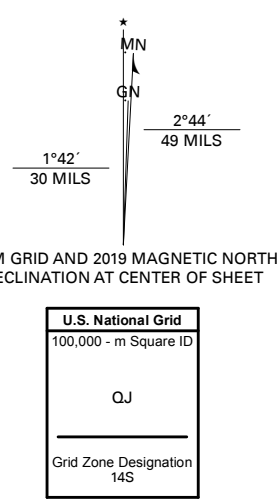 ★
MN
GN
2°44´
49 MILS
1°42´
30 MILS
M GRID AND 2019 MAGNETIC NORTH
ECLINATION AT CENTER OF SHEET
U.S. National Grid
100,000 - m Square ID
QJ
Grid Zone Designation
14S